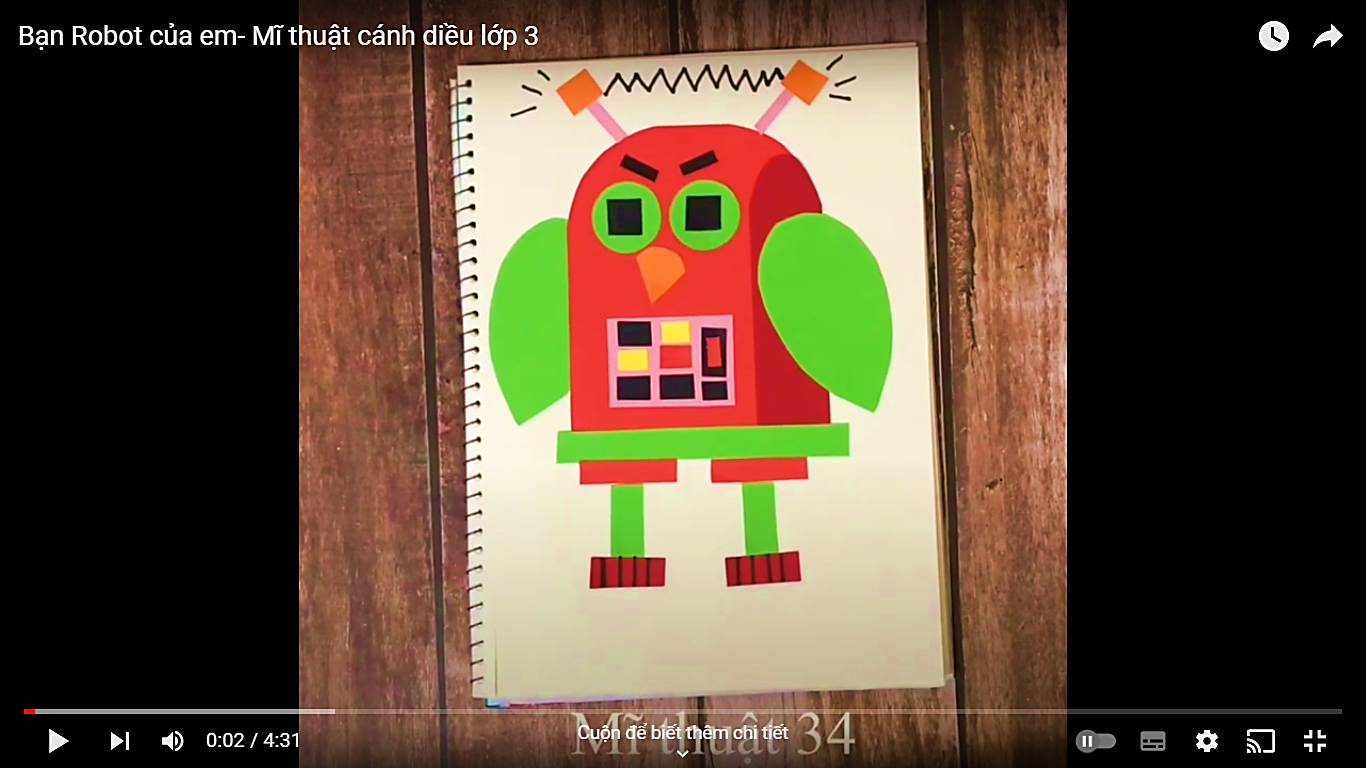 Bạn Robot của em- Mĩ thuật cánh diều lớp 3
Mĩ thuật 34
Cuộn để biết thêm chi tiết
0:02 / 4:31